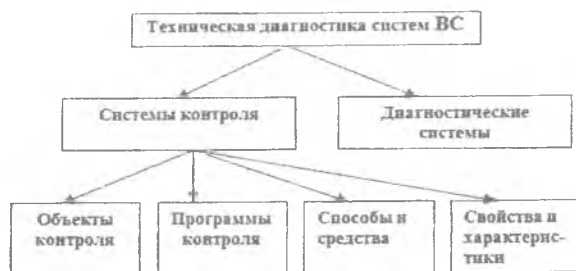 Техническая диагностика систем ВС
Системы контроля
Диагностические
системы
Объекты
контроля
Программы
контроля
Способы и
средства
Свойства и
характерис-
тики